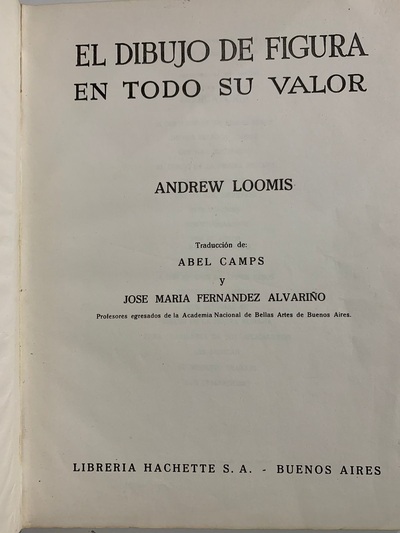 EL DIBUJO DE FIGURA
EN TODO SU VALOR
ANDREW LOOMIS
Traducción de:
ABEL CAMPS
y
JOSE MARIA FERNANDEZ ALVARIÑO
Profesores egresados de la Academia Nacional de Bellas Artes de Buenos Aires.
LIBRERIA HACHETTE S. A. - BUENOS AIRES